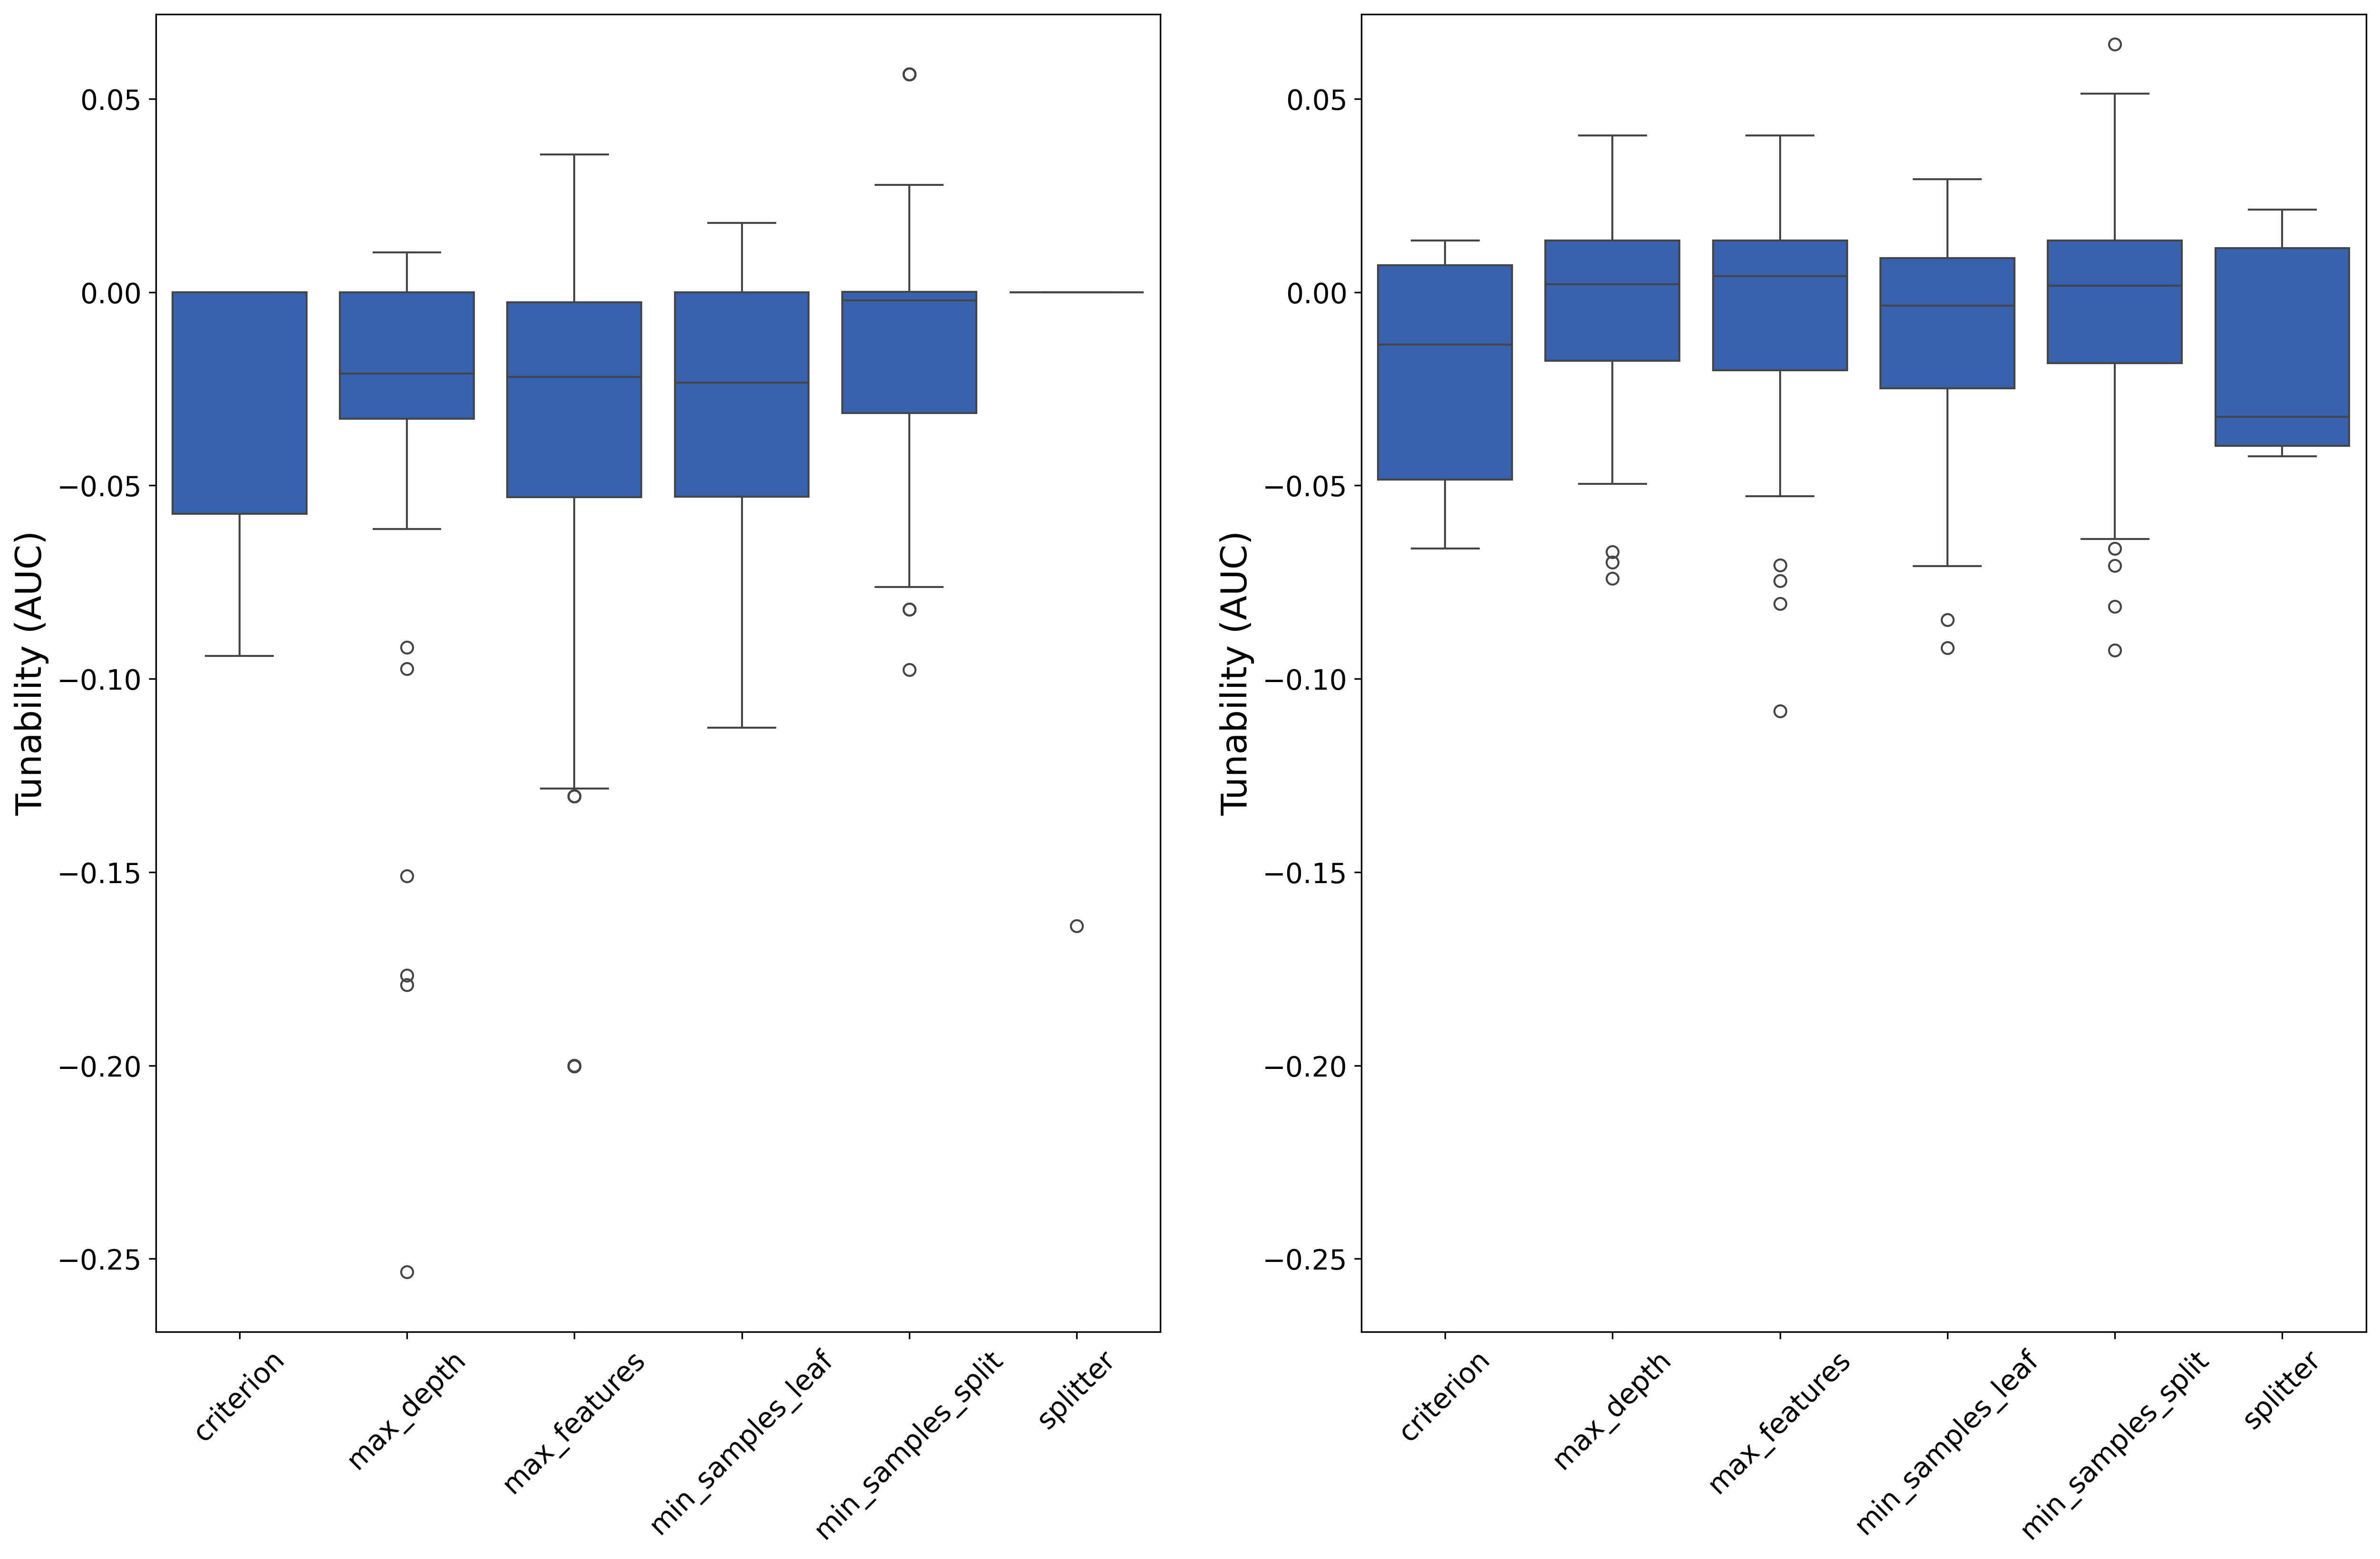 Tunability (AUC)
0.05
0.00
−0.05
−0.10
−0.15
−0.20
−0.25
criterion
max_depth
max_features
min_samples_leaf
min_samples_split
splitter
Tunability (AUC)
0.05
0.00
−0.05
−0.10
−0.15
−0.20
−0.25
criterion
max_depth
max_features
min_samples_leaf
min_samples_split
splitter